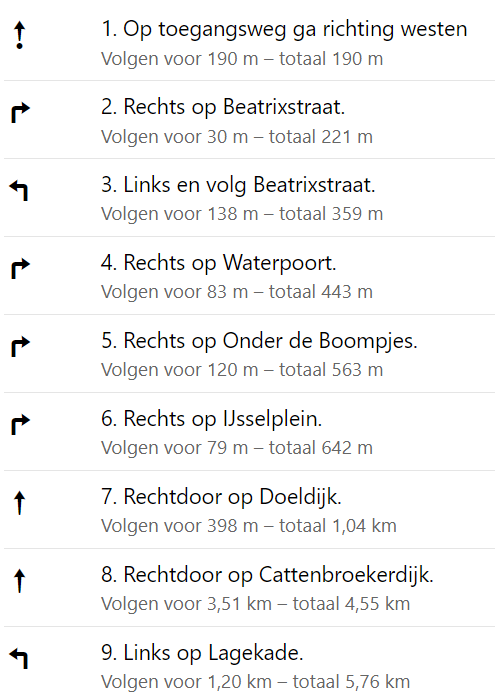 1. Op toegangsweg ga richting westen
Volgen voor 190 m – totaal 190 m
2. Rechts op Beatrixstraat.
Volgen voor 30 m – totaal 221 m
3. Links en volg Beatrixstraat.
Volgen voor 138 m – totaal 359 m
4. Rechts op Waterpoort.
Volgen voor 83 m – totaal 443 m
5. Rechts op Onder de Boompjes.
Volgen voor 120 m – totaal 563 m
6. Rechts op IJsselplein.
Volgen voor 79 m – totaal 642 m
7. Rechtdoor op Doeldijk.
Volgen voor 398 m – totaal 1,04 km
8. Rechtdoor op Cattenbroekerdijk.
Volgen voor 3,51 km – totaal 4,55 km
9. Links op Lagekade.
Volgen voor 1,20 km – totaal 5,76 km